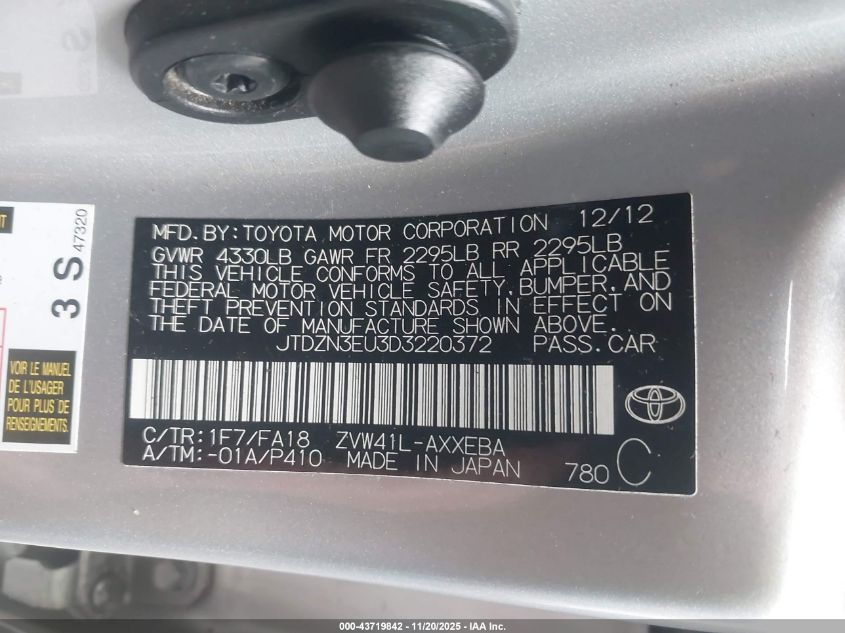 MFD. BY: TOYOTA MOTOR CORPORATION 12/12
GVWR 4330LB GAWR FR 2295LB RR 2295LB
THIS VEHICLE CONFORMS TO ALL APPLICABLE
FEDERAL MOTOR VEHICLE SAFETY, BUMPER, AND
THEFT PREVENTION STANDARDS IN EFFECT ON
THE DATE OF MANUFACTURE SHOWN ABOVE.
JTDZN3EU3D3220372 PASS. CAR
C/TR: 1F7/FA18 ZVW41L-AXXEBA
A/TM: -01A/P410 MADE IN JAPAN 780 C
3 S 47320
VOIR LE MANUEL
DE L'USAGER
POUR PLUS DE
RENSEIGNEMENTS.
000-43719842 - 11/20/2025 - IAA Inc.